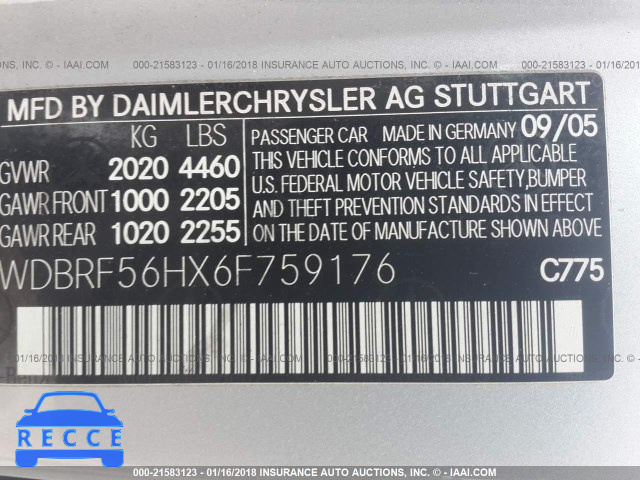 000-21583123 - 01/16/2018 INSURANCE AUTO AUCTIONS, INC. - IAAI.COM
MFD BY DAIMLERCHRYSLER AG STUTTGART
KG LBS
GVWR 2020 4460
GAWR FRONT 1000 2205
GAWR REAR 1020 2255
PASSENGER CAR MADE IN GERMANY 09/05
THIS VEHICLE CONFORMS TO ALL APPLICABLE
U.S. FEDERAL MOTOR VEHICLE SAFETY,BUMPER
AND THEFT PREVENTION STANDARDS IN EFFECT
ON THE DATE OF MANUFACTURE SHOWN ABOVE
WDBRF56HX6F759176 C775
RECCE
000-21583123 - 01/16/2018 INSURANCE AUTO AUCTIONS, INC. - IAAI.COM